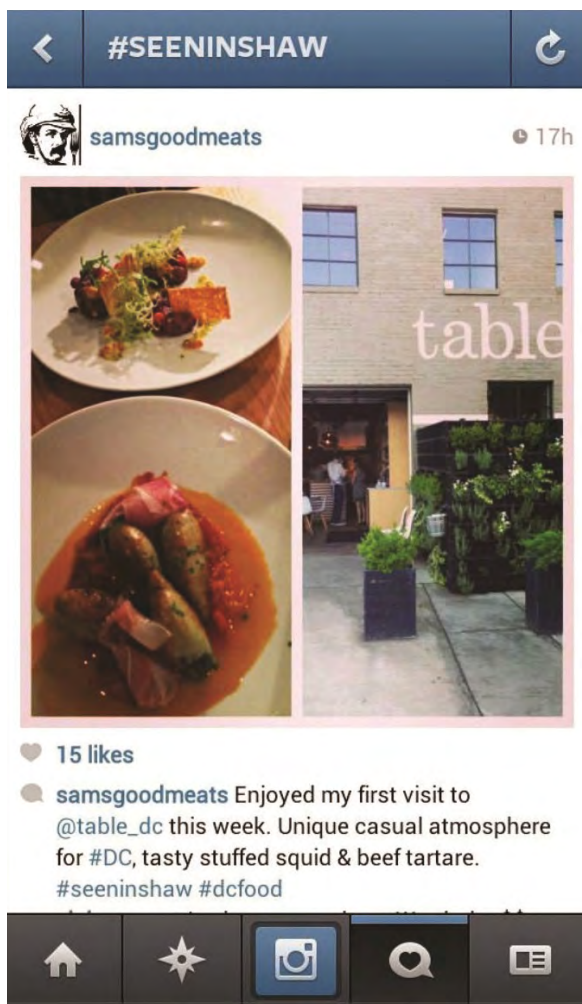 #SEENINSHAW
samsgoodmeats
17h
table
15 likes
samsgoodmeats Enjoyed my first visit to
@table_dc this week. Unique casual atmosphere
for #DC, tasty stuffed squid & beef tartare.
#seeninshaw #dcfood